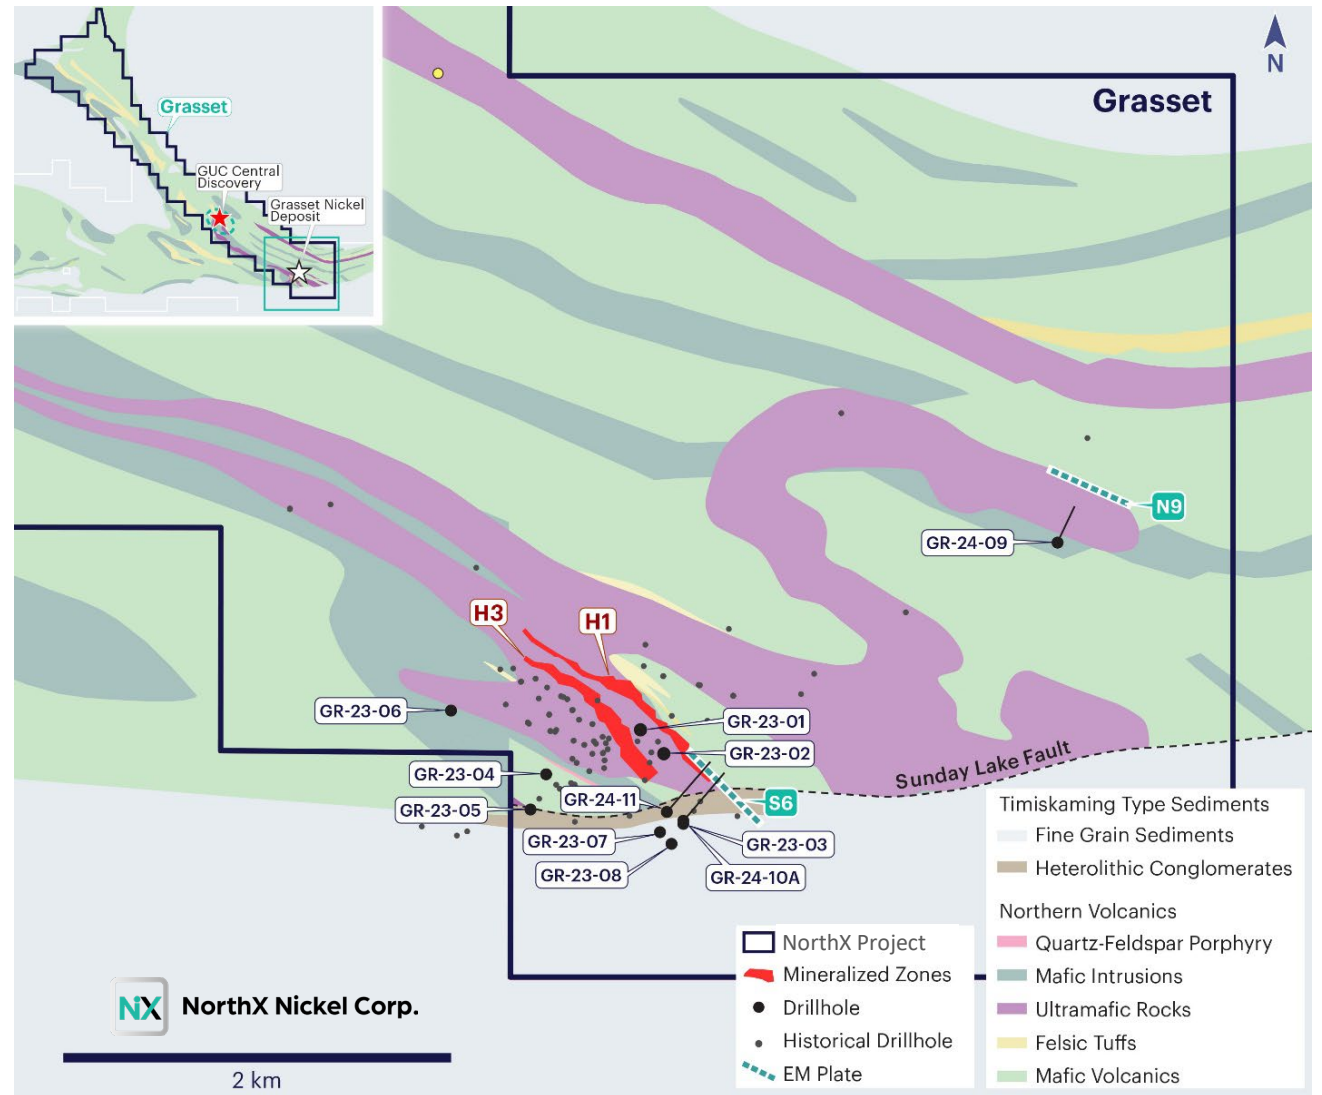 Grasset
GUC Central
Discovery
Grasset Nickel
Deposit
N
Grasset
N9
GR-24-09
H3
H1
GR-23-06
GR-23-01
GR-23-02
Sunday Lake Fault
GR-23-04
GR-24-11
S6
GR-23-05
GR-23-07
GR-23-03
GR-23-08
GR-24-10A
Timiskaming Type Sediments
Fine Grain Sediments
Heterolithic Conglomerates
Northern Volcanics
Quartz-Feldspar Porphyry
Mafic Intrusions
Ultramafic Rocks
Felsic Tuffs
Mafic Volcanics
NorthX Project
Mineralized Zones
Drillhole
Historical Drillhole
EM Plate
NiX NorthX Nickel Corp.
2 km